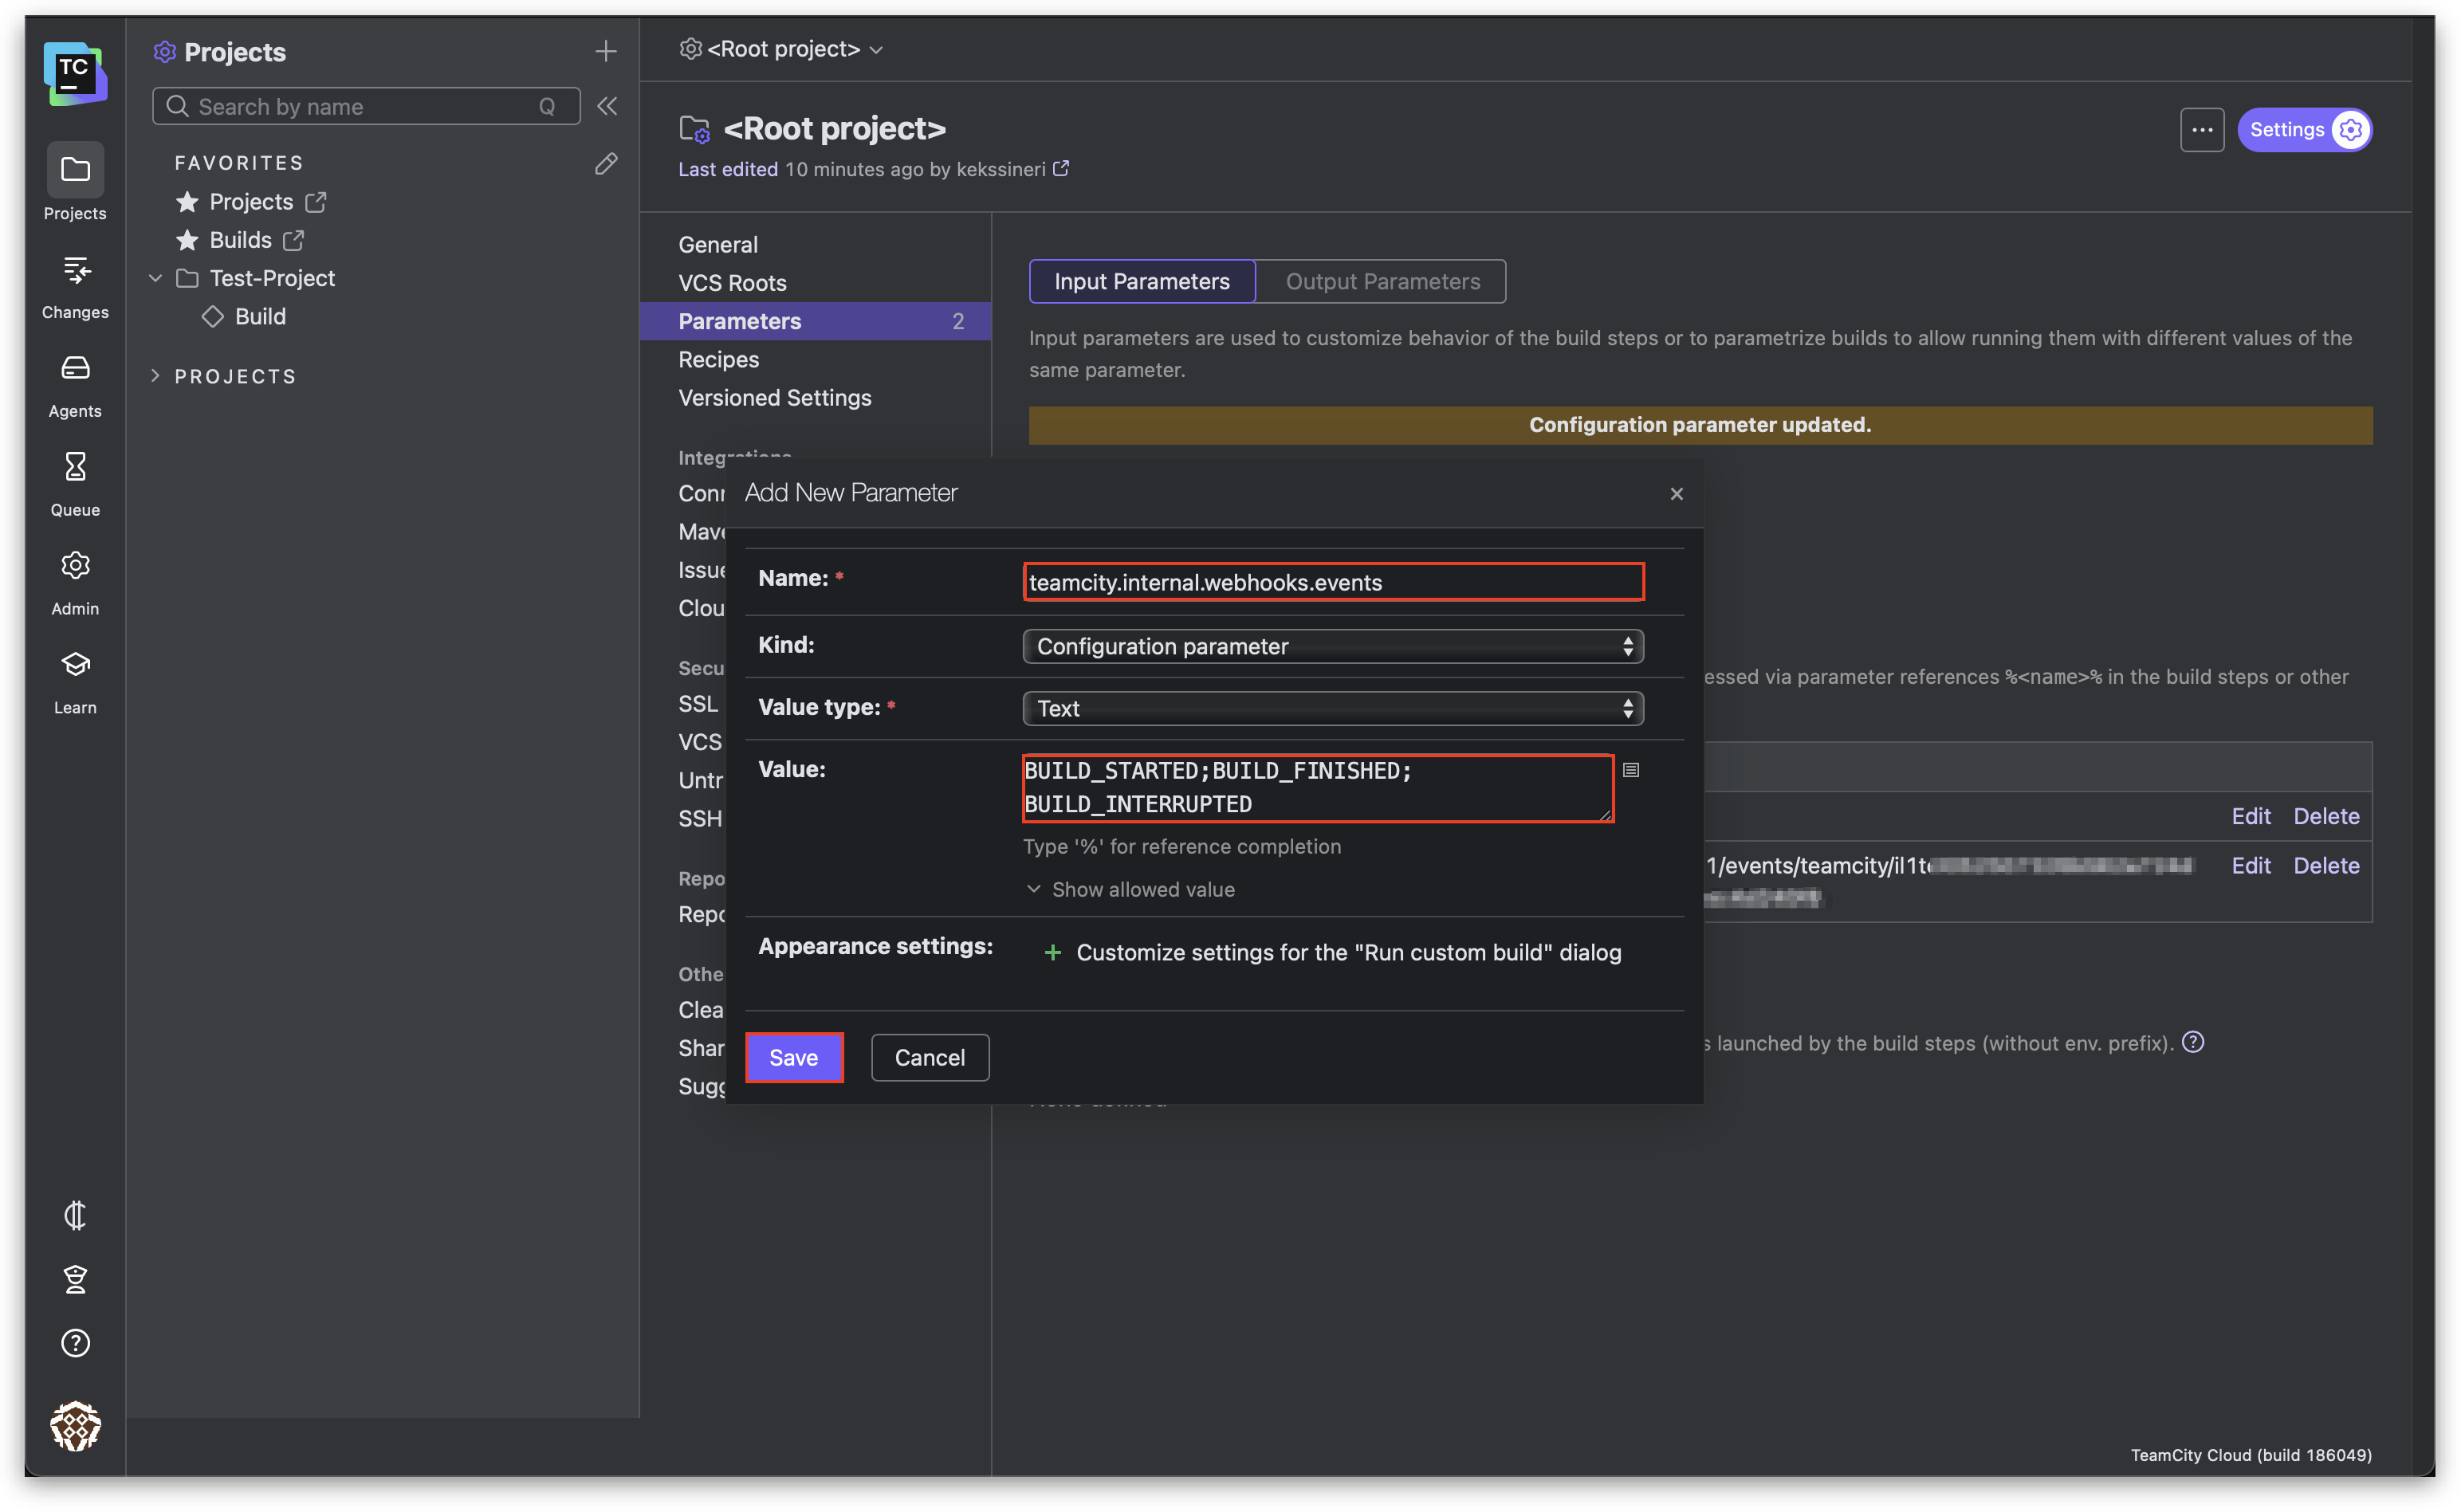 TC
Projects
Changes
Agents
Queue
Admin
Learn
Projects
Search by name
Q
FAVORITES
Projects
Builds
Test-Project
Build
PROJECTS
<Root project>
<Root project>
Last edited 10 minutes ago by kekssineri
Settings
General
VCS Roots
Parameters 2
Recipes
Versioned Settings
Integrations
Conn
Mave
Issue
Clou
Secu
SSL
VCS
Untr
SSH
Repo
Repo
Othe
Clea
Shar
Sugg
Input Parameters
Output Parameters
Input parameters are used to customize behavior of the build steps or to parametrize builds to allow running them with different values of the
same parameter.
Configuration parameter updated.
Add New Parameter
Name: *
teamcity.internal.webhooks.events
Kind:
Configuration parameter
Value type: *
Text
Value:
BUILD_STARTED;BUILD_FINISHED;
BUILD_INTERRUPTED
Type '%' for reference completion
Show allowed value
Appearance settings:
Customize settings for the "Run custom build" dialog
Save
Cancel
essed via parameter references %<name>% in the build steps or other
Edit Delete
1/events/teamcity/il1t
Edit Delete
s launched by the build steps (without env. prefix).
None defined
TeamCity Cloud (build 186049)